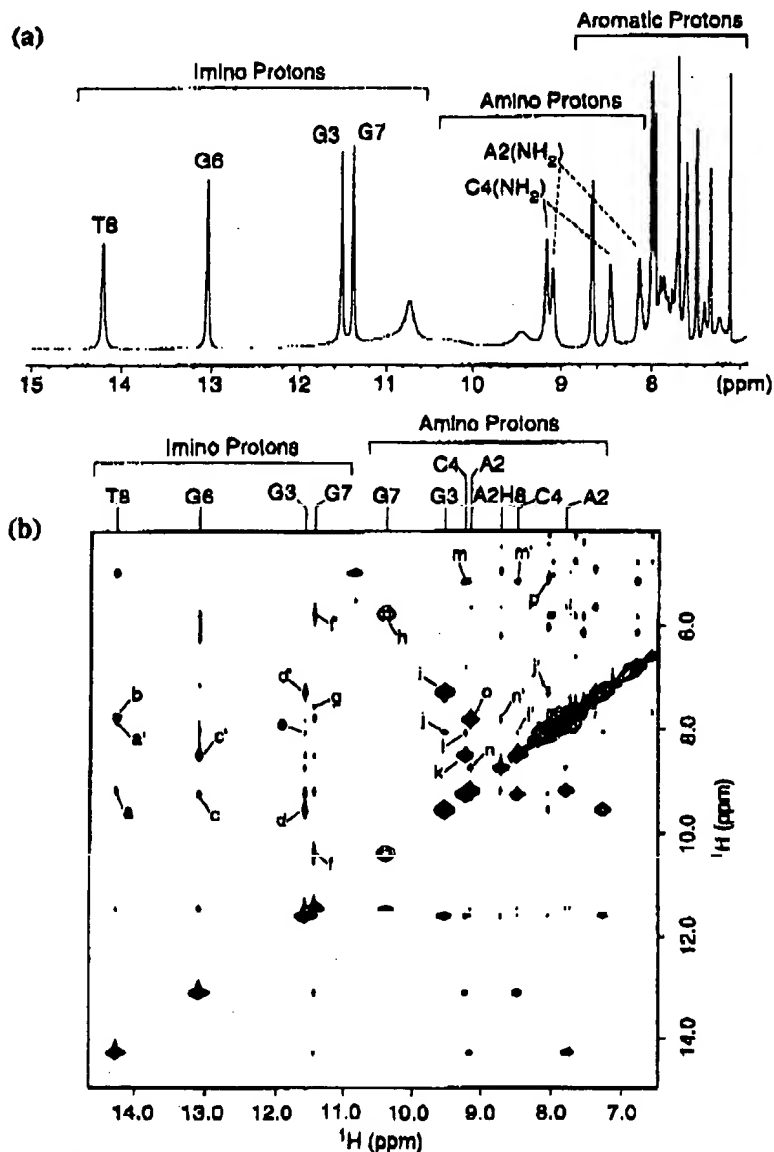 (a)
Aromatic Protons
Imino Protons
Amino Protons
G3 G7
A2(NH2)
G6
C4(NH2)
T8
15 14 13 12 11 10 9 8 (ppm)
Amino Protons
Imino Protons
C4 A2
T8 G6 G3 G7 G7 G3 A2H8 C4 A2
(b)
m m' p
6.0
f' h
d' i j'
b g o n'
e j l l' 8.0
a' c' k n
a c d
f 10.0
¹H (ppm)
12.0
14.0
14.0 13.0 12.0 11.0 10.0 9.0 8.0 7.0
¹H (ppm)